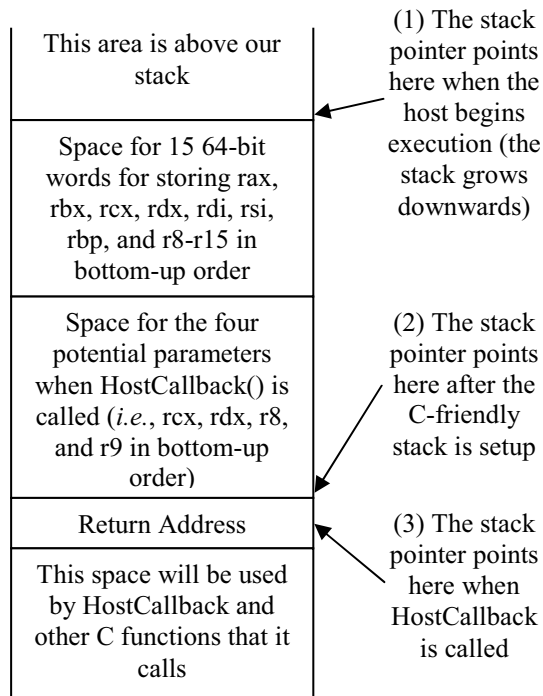 This area is above our
stack
(1) The stack
pointer points
here when the
host begins
execution (the
stack grows
downwards)
Space for 15 64-bit
words for storing rax,
rbx, rcx, rdx, rdi, rsi,
rbp, and r8-r15 in
bottom-up order
Space for the four
potential parameters
when HostCallback() is
called (i.e., rcx, rdx, r8,
and r9 in bottom-up
order)
(2) The stack
pointer points
here after the
C-friendly
stack is setup
Return Address
(3) The stack
pointer points
here when
HostCallback
is called
This space will be used
by HostCallback and
other C functions that it
calls